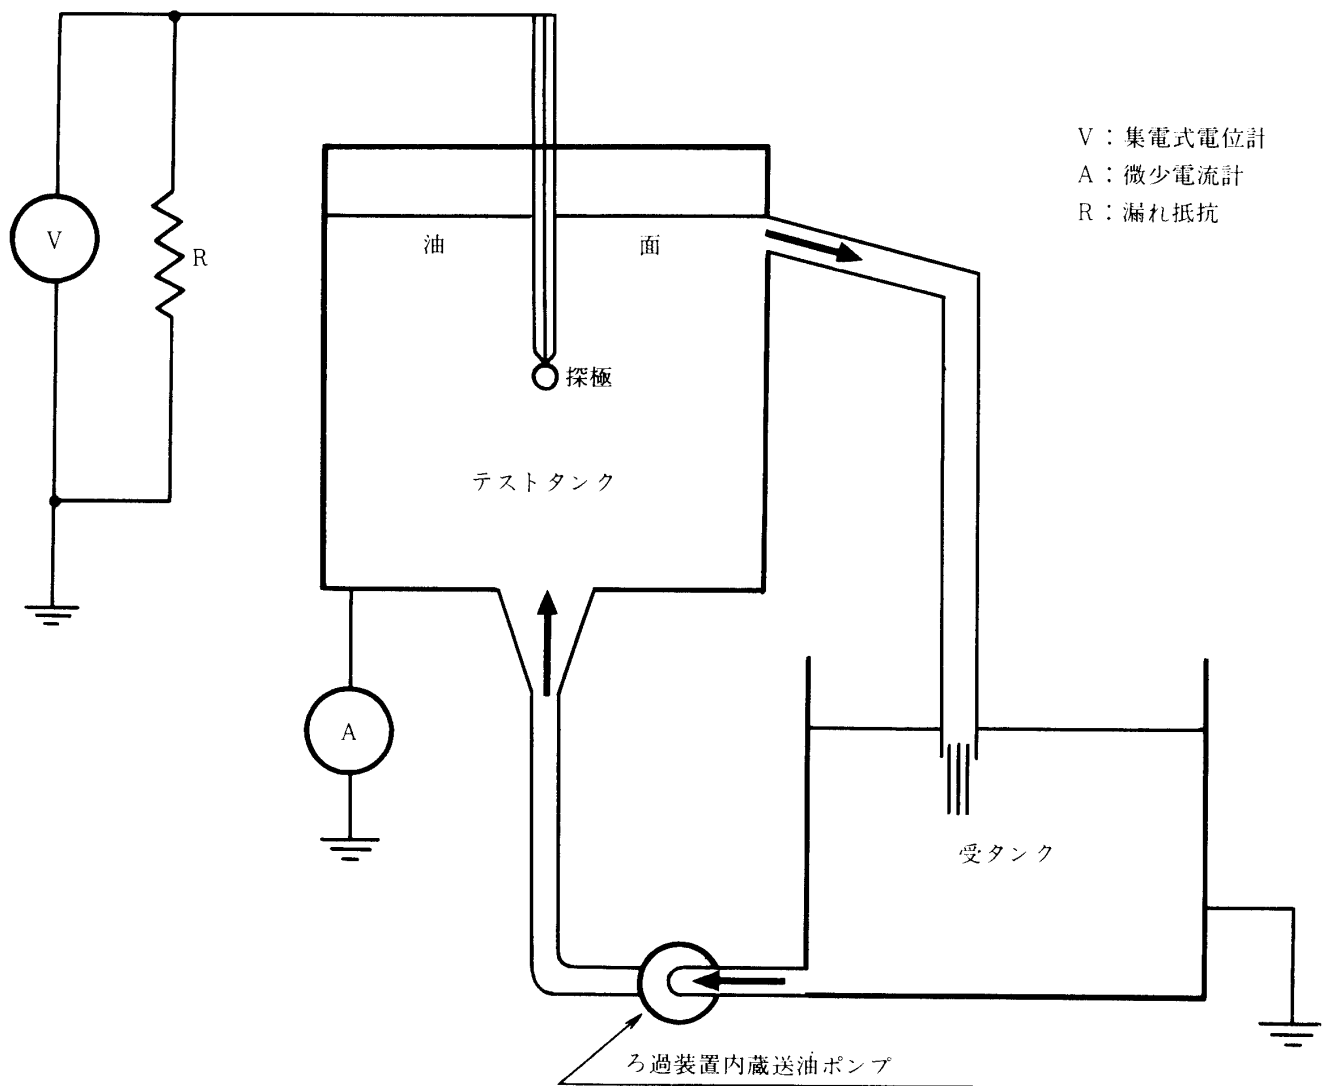 V：集電式電位計
A：微少電流計
R：漏れ抵抗
V
R
油面
探極
テストタンク
A
受タンク
ろ過装置内蔵送油ポンプ